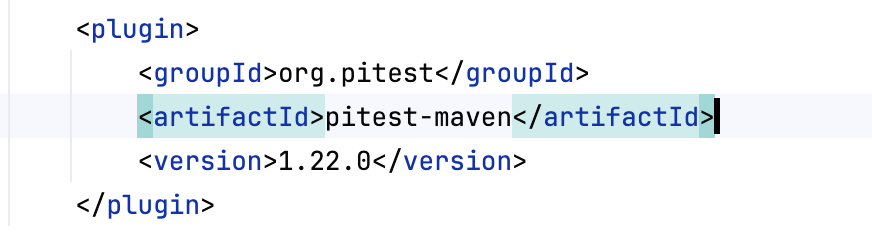 <plugin>
<groupId>org.pitest</groupId>
<artifactId>pitest-maven</artifactId>
<version>1.22.0</version>
</plugin>